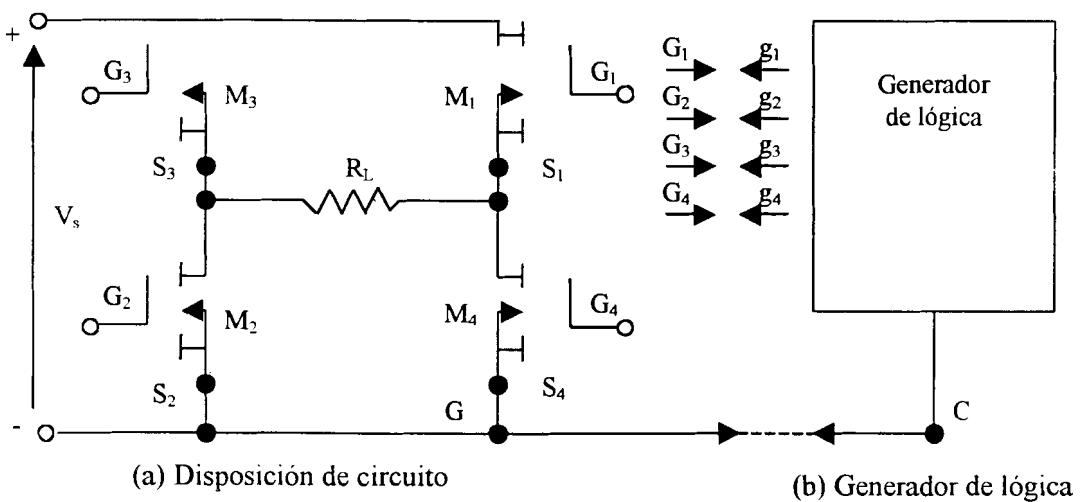 +
G₃
M₃
M₁
G₁
S₃
R_L
S₁
Vₛ
G₂
M₂
M₄
G₄
S₂
G
S₄
-
G₁ g₁
G₂ g₂
G₃ g₃
G₄ g₄
Generador
de lógica
C
(a) Disposición de circuito
(b) Generador de lógica